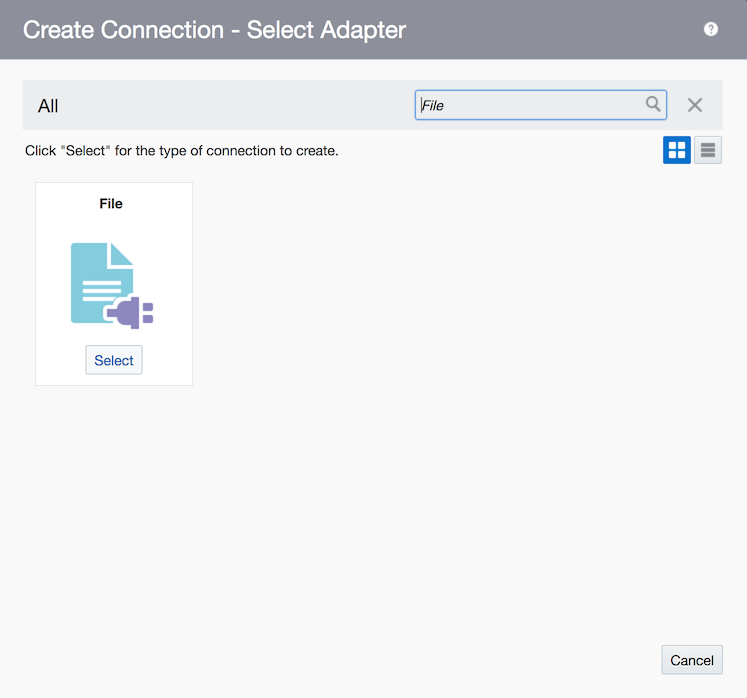 Create Connection - Select Adapter
?
All
File
Click "Select" for the type of connection to create.
File
Select
Cancel